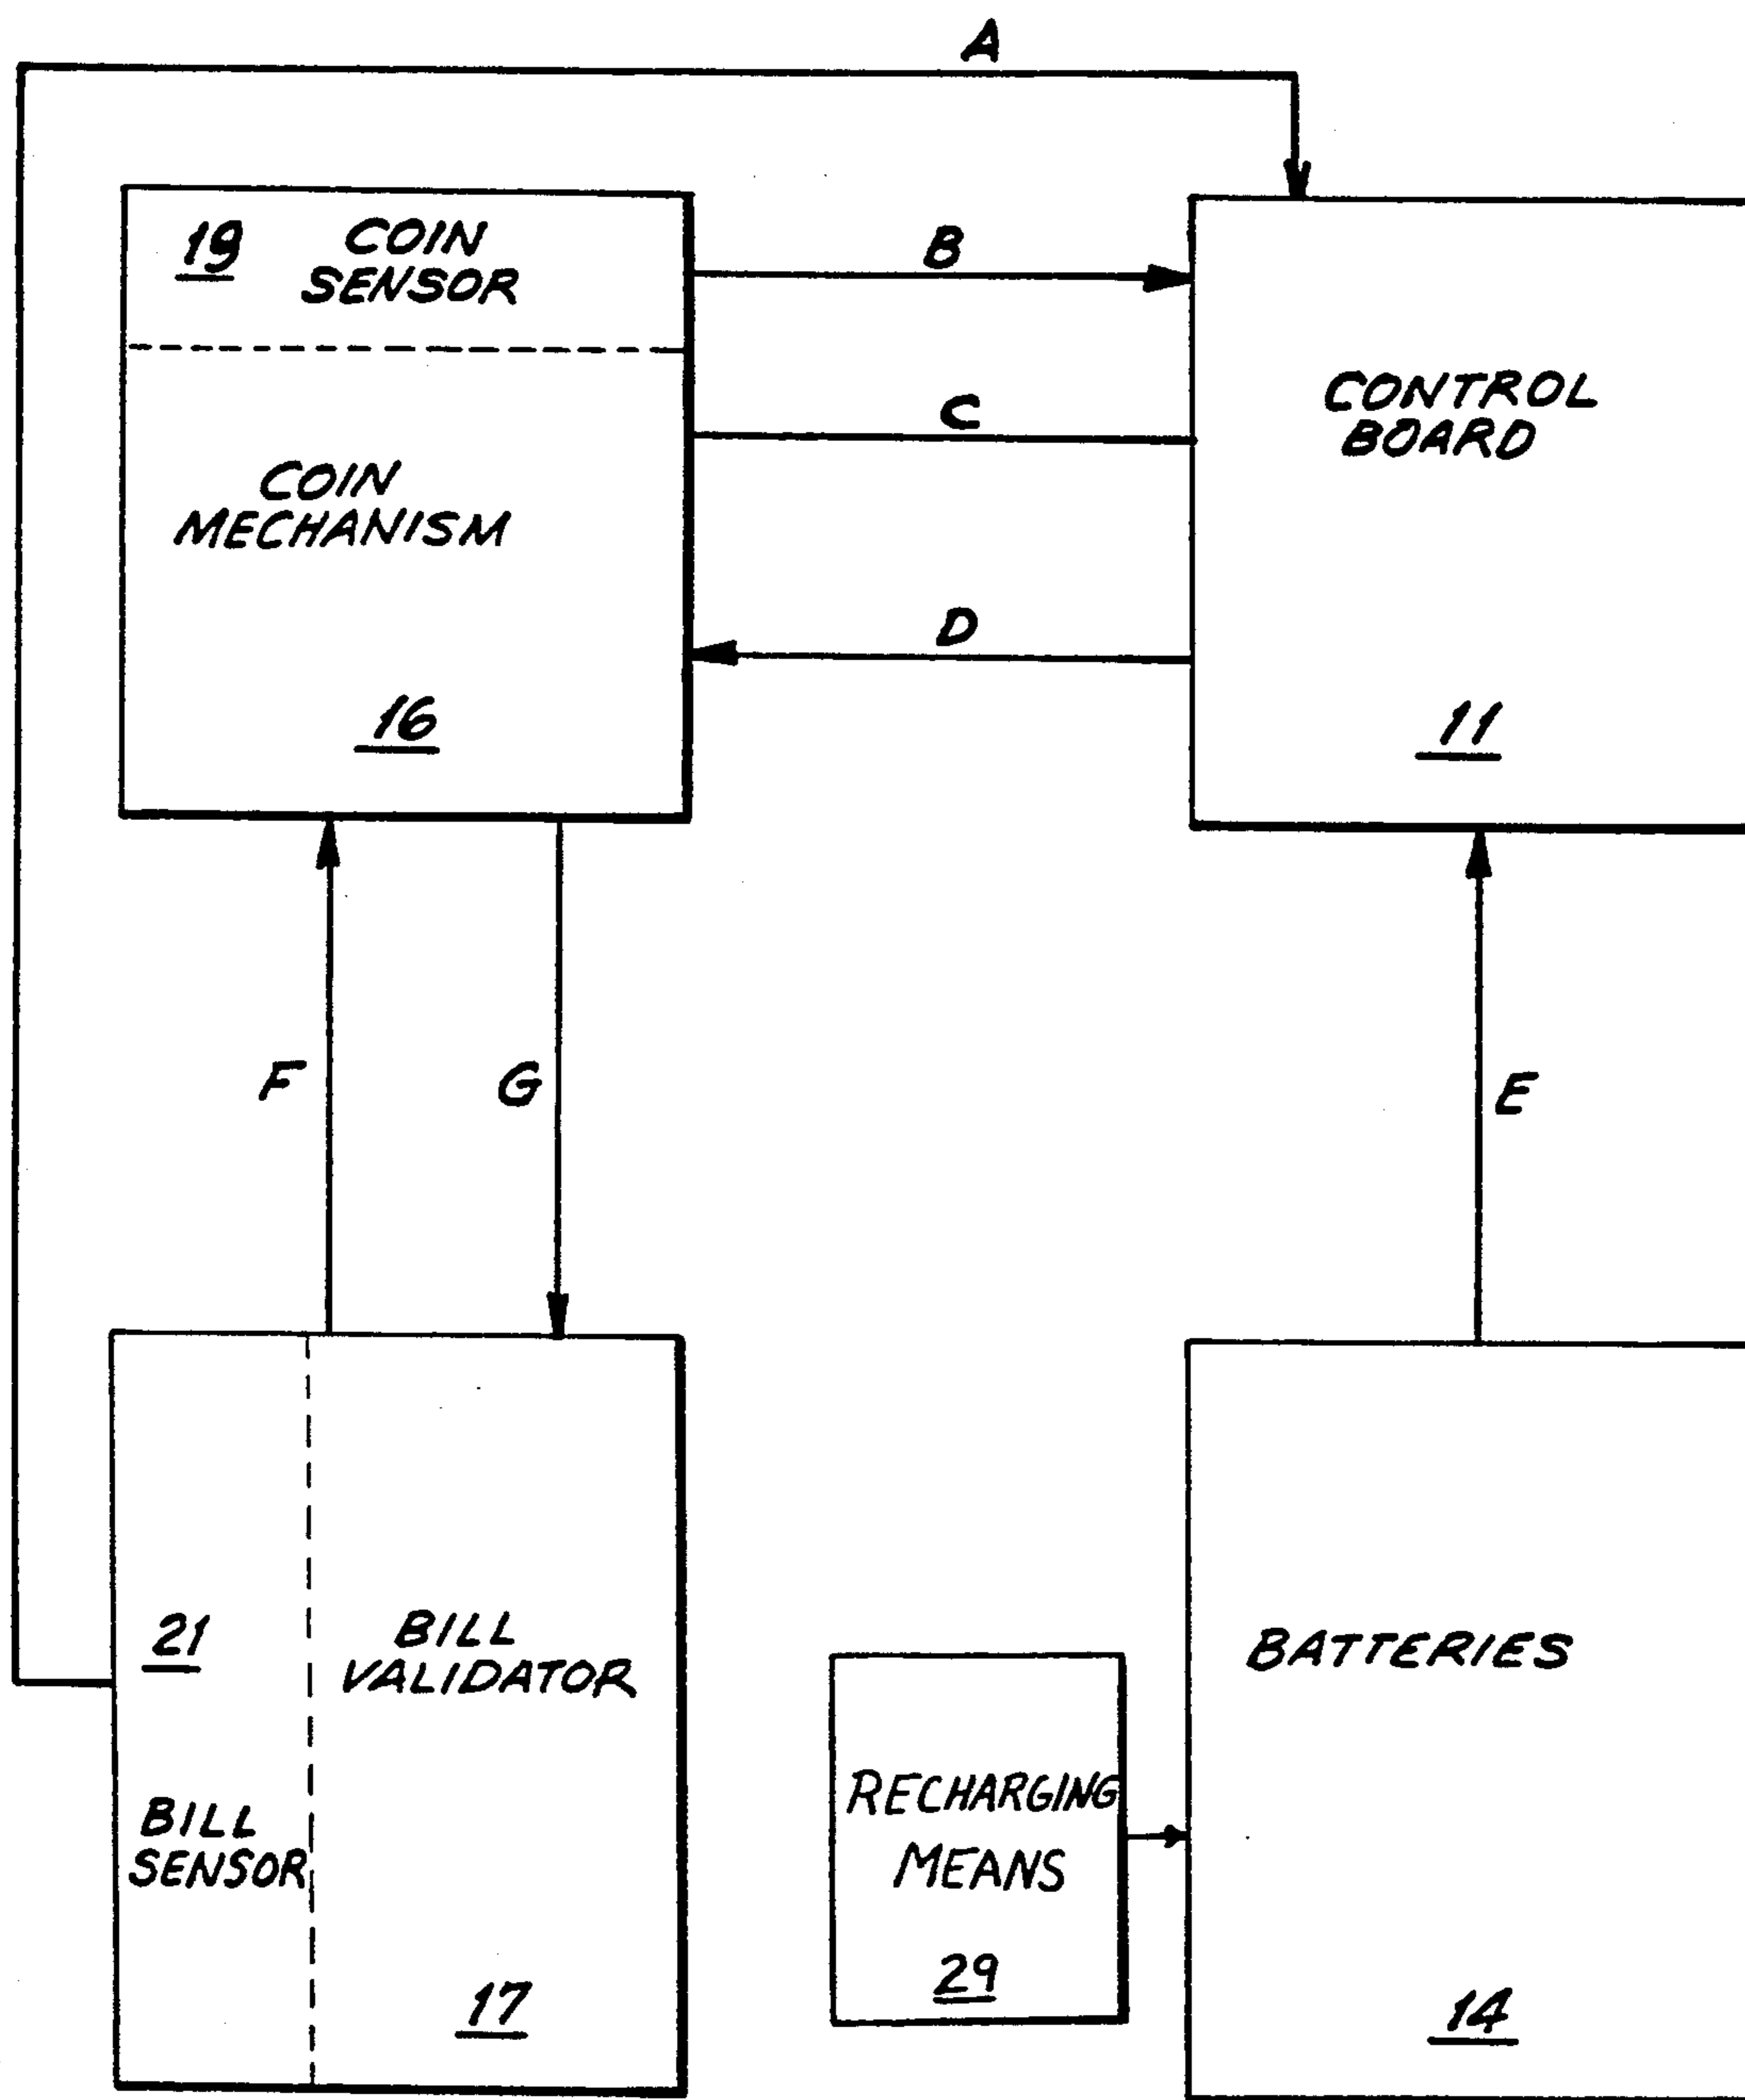 A
19
COIN
SENSOR
B
C
CONTROL
BOARD
COIN
MECHANISM
D
16
11
F
G
E
21
BILL
VALIDATOR
BATTERIES
BILL
SENSOR
RECHARGING
MEANS
29
17
14